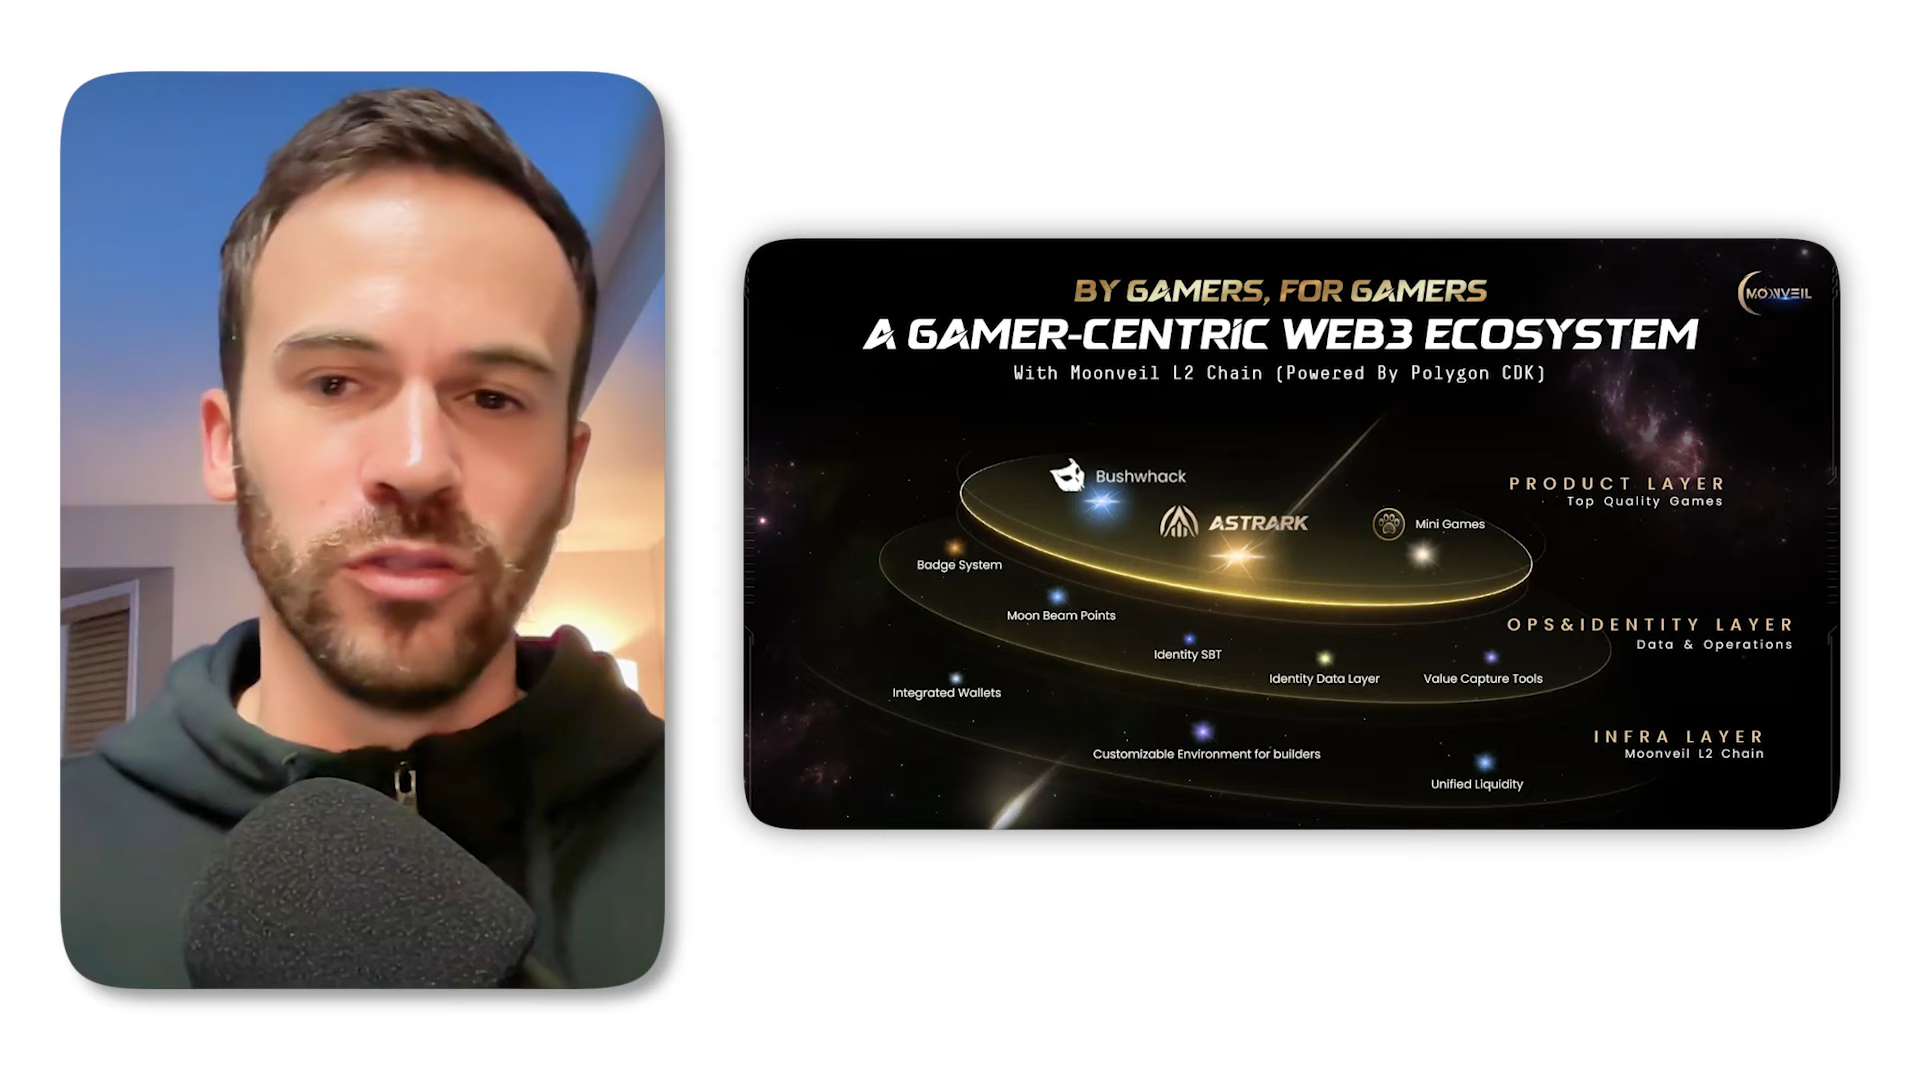 BY GAMERS, FOR GAMERS
MOONVEIL
A GAMER-CENTRIC WEB3 ECOSYSTEM
With Moonveil L2 Chain (Powered By Polygon CDK)
Bushwhack
ASTRARK
Mini Games
PRODUCT LAYER
Top Quality Games
Badge System
Moon Beam Points
Identity SBT
Identity Data Layer
Value Capture Tools
OPS&IDENTITY LAYER
Data & Operations
Integrated Wallets
Customizable Environment for builders
Unified Liquidity
INFRA LAYER
Moonveil L2 Chain